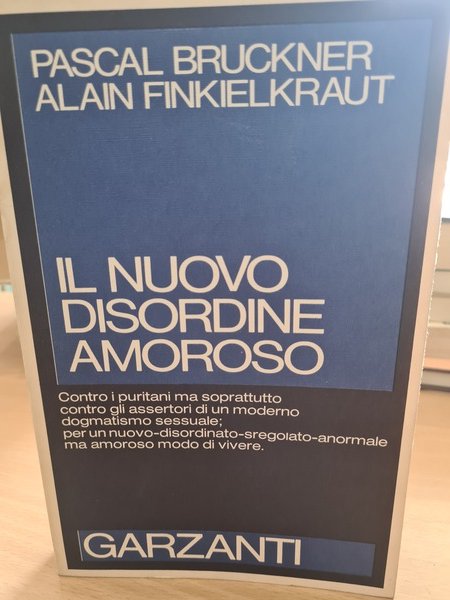 PASCAL BRUCKNER
ALAIN FINKIELKRAUT
IL NUOVO
DISORDINE
AMOROSO
Contro i puritani ma soprattutto
contro gli assertori di un moderno
dogmatismo sessuale;
per un nuovo-disordinato-sregolato-anormale
ma amoroso modo di vivere.
GARZANTI